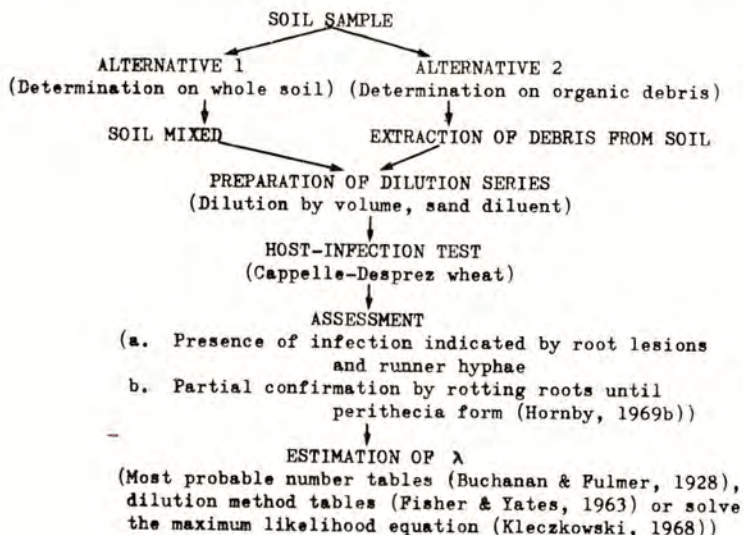 SOIL SAMPLE
ALTERNATIVE 1 ALTERNATIVE 2
(Determination on whole soil) (Determination on organic debris)
SOIL MIXED EXTRACTION OF DEBRIS FROM SOIL
PREPARATION OF DILUTION SERIES
(Dilution by volume, sand diluent)
HOST-INFECTION TEST
(Cappelle-Desprez wheat)
ASSESSMENT
(a. Presence of infection indicated by root lesions
and runner hyphae
b. Partial confirmation by rotting roots until
perithecia form (Hornby, 1969b))
ESTIMATION OF λ
(Most probable number tables (Buchanan & Fulmer, 1928),
dilution method tables (Fisher & Yates, 1963) or solve
the maximum likelihood equation (Kleczkowski, 1968))